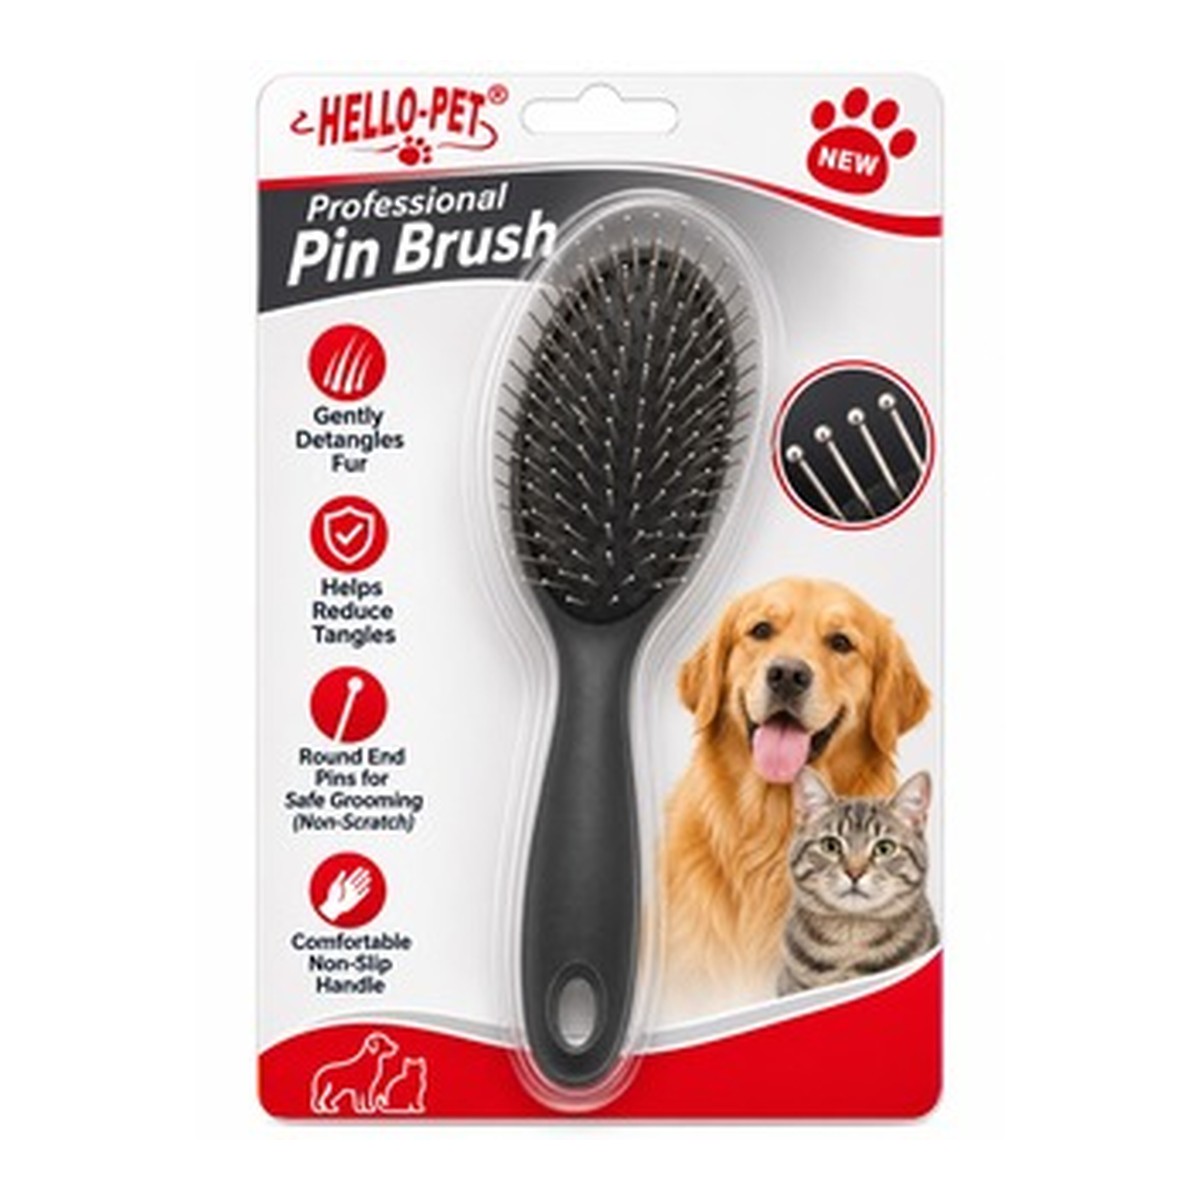 HELLO-PET®
NEW
Professional
Pin Brush
Gently
Detangles
Fur
Helps
Reduce
Tangles
Round End
Pins for
Safe Grooming
(Non-Scratch)
Comfortable
Non-Slip
Handle